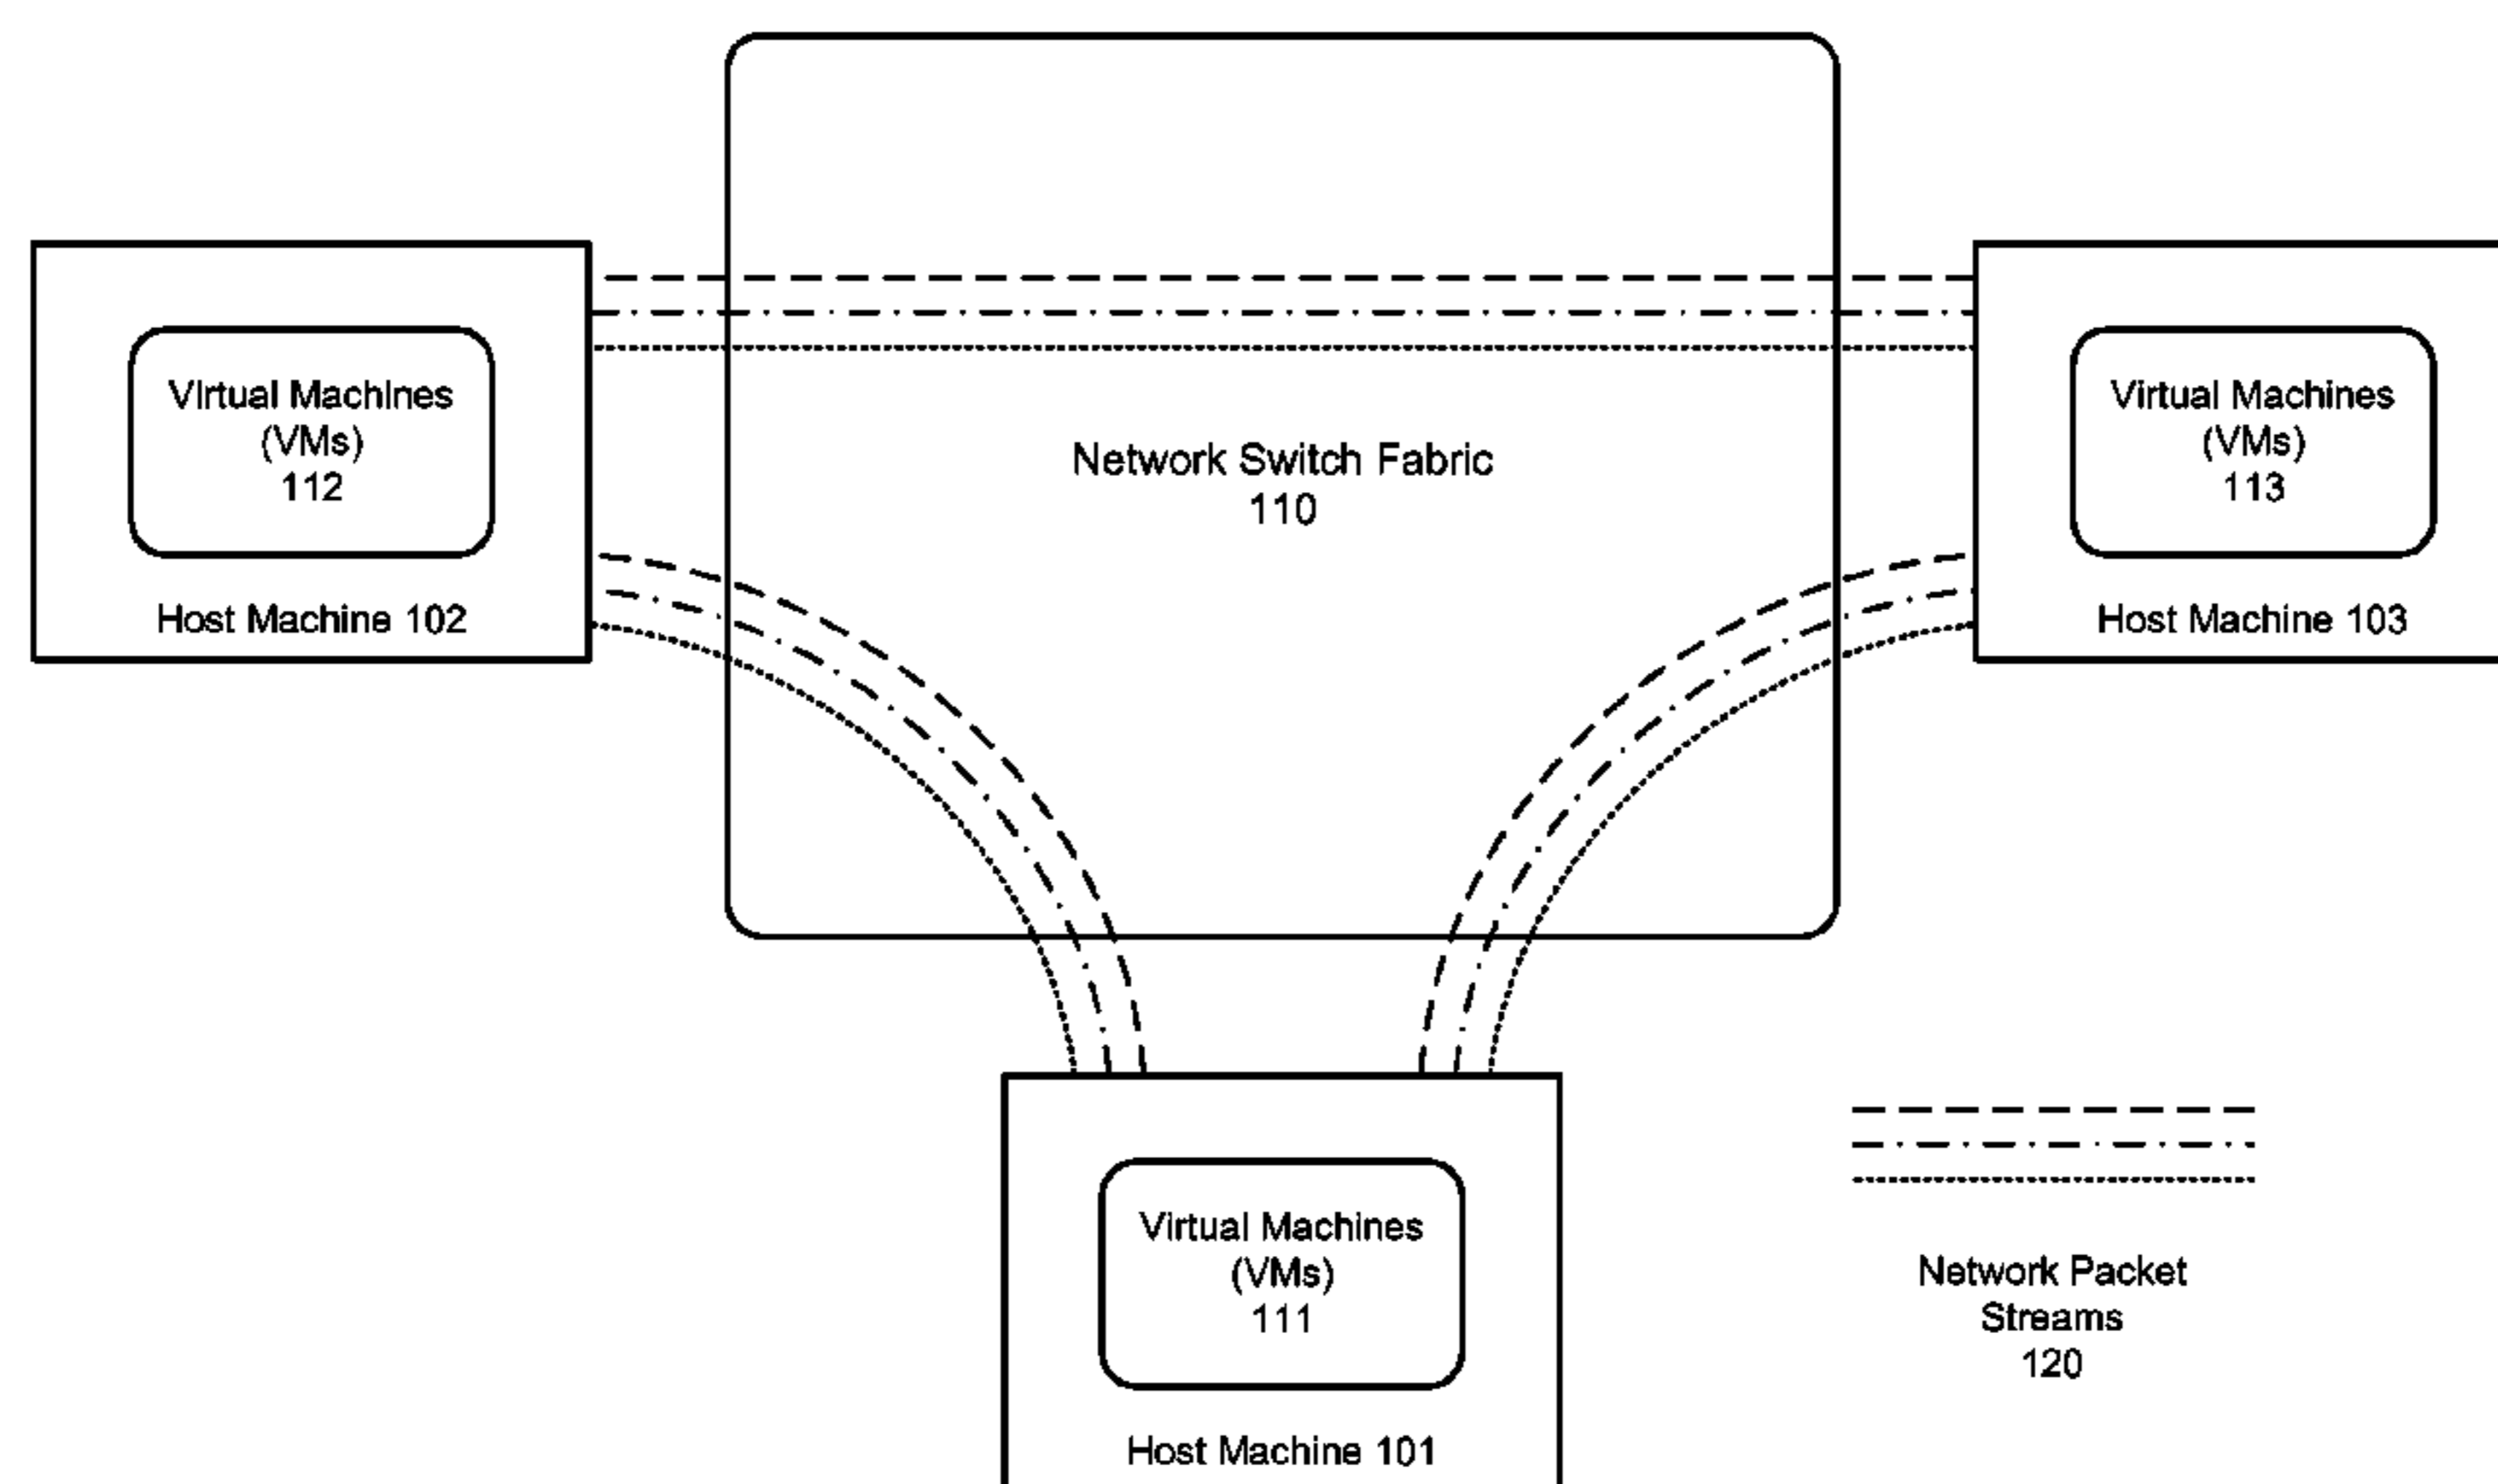 Virtual Machines
(VMs)
112
Host Machine 102
Network Switch Fabric
110
Virtual Machines
(VMs)
113
Host Machine 103
Virtual Machines
(VMs)
111
Host Machine 101
Network Packet
Streams
120